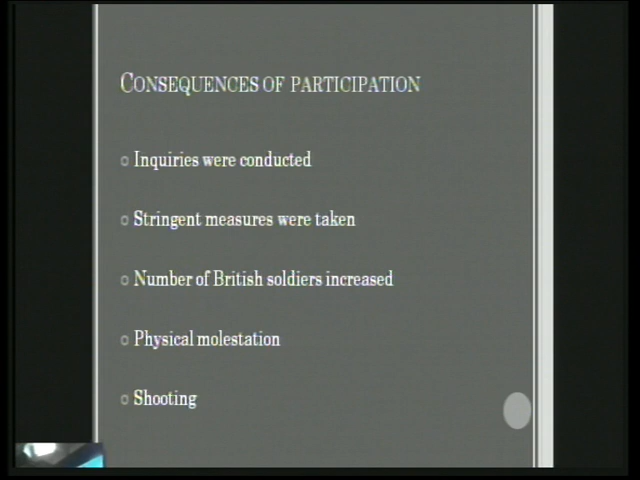 CONSEQUENCES OF PARTICIPATION
Inquiries were conducted
Stringent measures were taken
Number of British soldiers increased
Physical molestation
Shooting